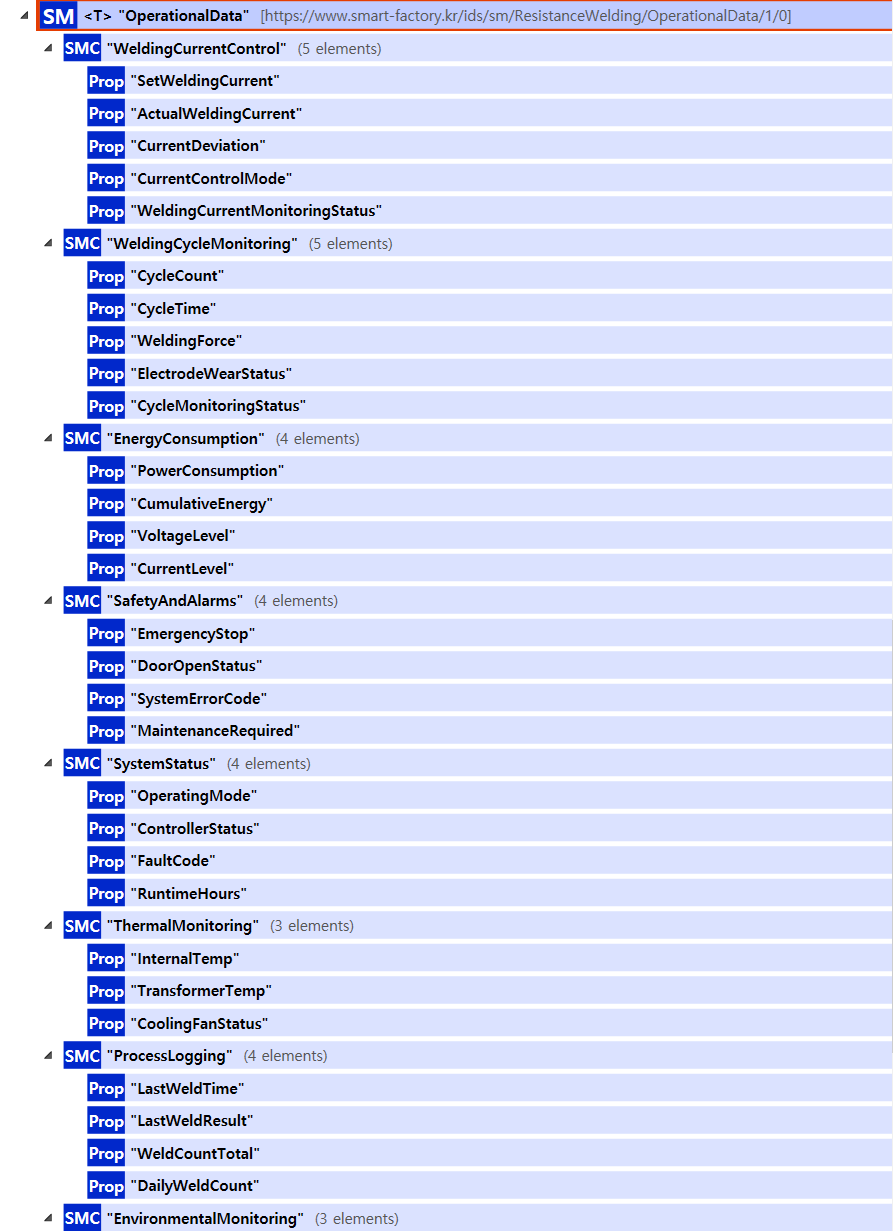 SM <T> "OperationalData" [https://www.smart-factory.kr/ids/sm/ResistanceWelding/OperationalData/1/0]
SMC "WeldingCurrentControl" (5 elements)
Prop "SetWeldingCurrent"
Prop "ActualWeldingCurrent"
Prop "CurrentDeviation"
Prop "CurrentControlMode"
Prop "WeldingCurrentMonitoringStatus"
SMC "WeldingCycleMonitoring" (5 elements)
Prop "CycleCount"
Prop "CycleTime"
Prop "WeldingForce"
Prop "ElectrodeWearStatus"
Prop "CycleMonitoringStatus"
SMC "EnergyConsumption" (4 elements)
Prop "PowerConsumption"
Prop "CumulativeEnergy"
Prop "VoltageLevel"
Prop "CurrentLevel"
SMC "SafetyAndAlarms" (4 elements)
Prop "EmergencyStop"
Prop "DoorOpenStatus"
Prop "SystemErrorCode"
Prop "MaintenanceRequired"
SMC "SystemStatus" (4 elements)
Prop "OperatingMode"
Prop "ControllerStatus"
Prop "FaultCode"
Prop "RuntimeHours"
SMC "ThermalMonitoring" (3 elements)
Prop "InternalTemp"
Prop "TransformerTemp"
Prop "CoolingFanStatus"
SMC "ProcessLogging" (4 elements)
Prop "LastWeldTime"
Prop "LastWeldResult"
Prop "WeldCountTotal"
Prop "DailyWeldCount"
SMC "EnvironmentalMonitoring" (3 elements)